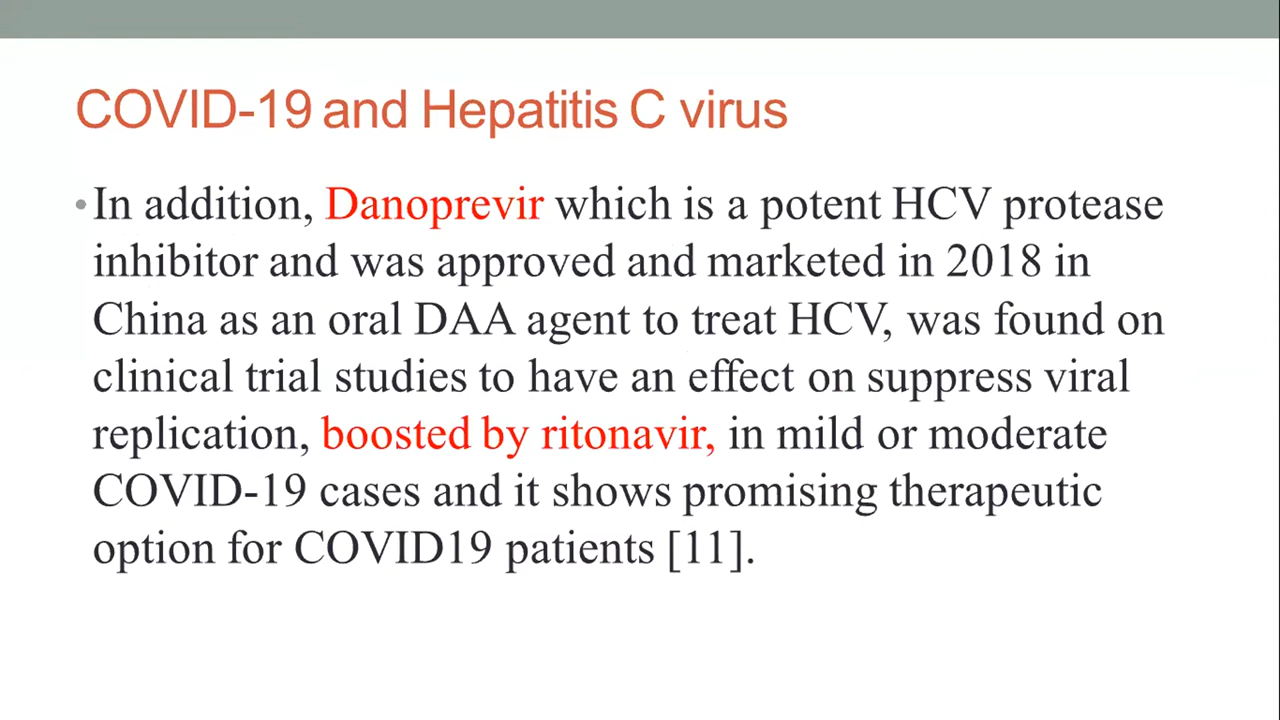 COVID-19 and Hepatitis C virus
•In addition, Danoprevir which is a potent HCV protease
inhibitor and was approved and marketed in 2018 in
China as an oral DAA agent to treat HCV, was found on
clinical trial studies to have an effect on suppress viral
replication, boosted by ritonavir, in mild or moderate
COVID-19 cases and it shows promising therapeutic
option for COVID19 patients [11].